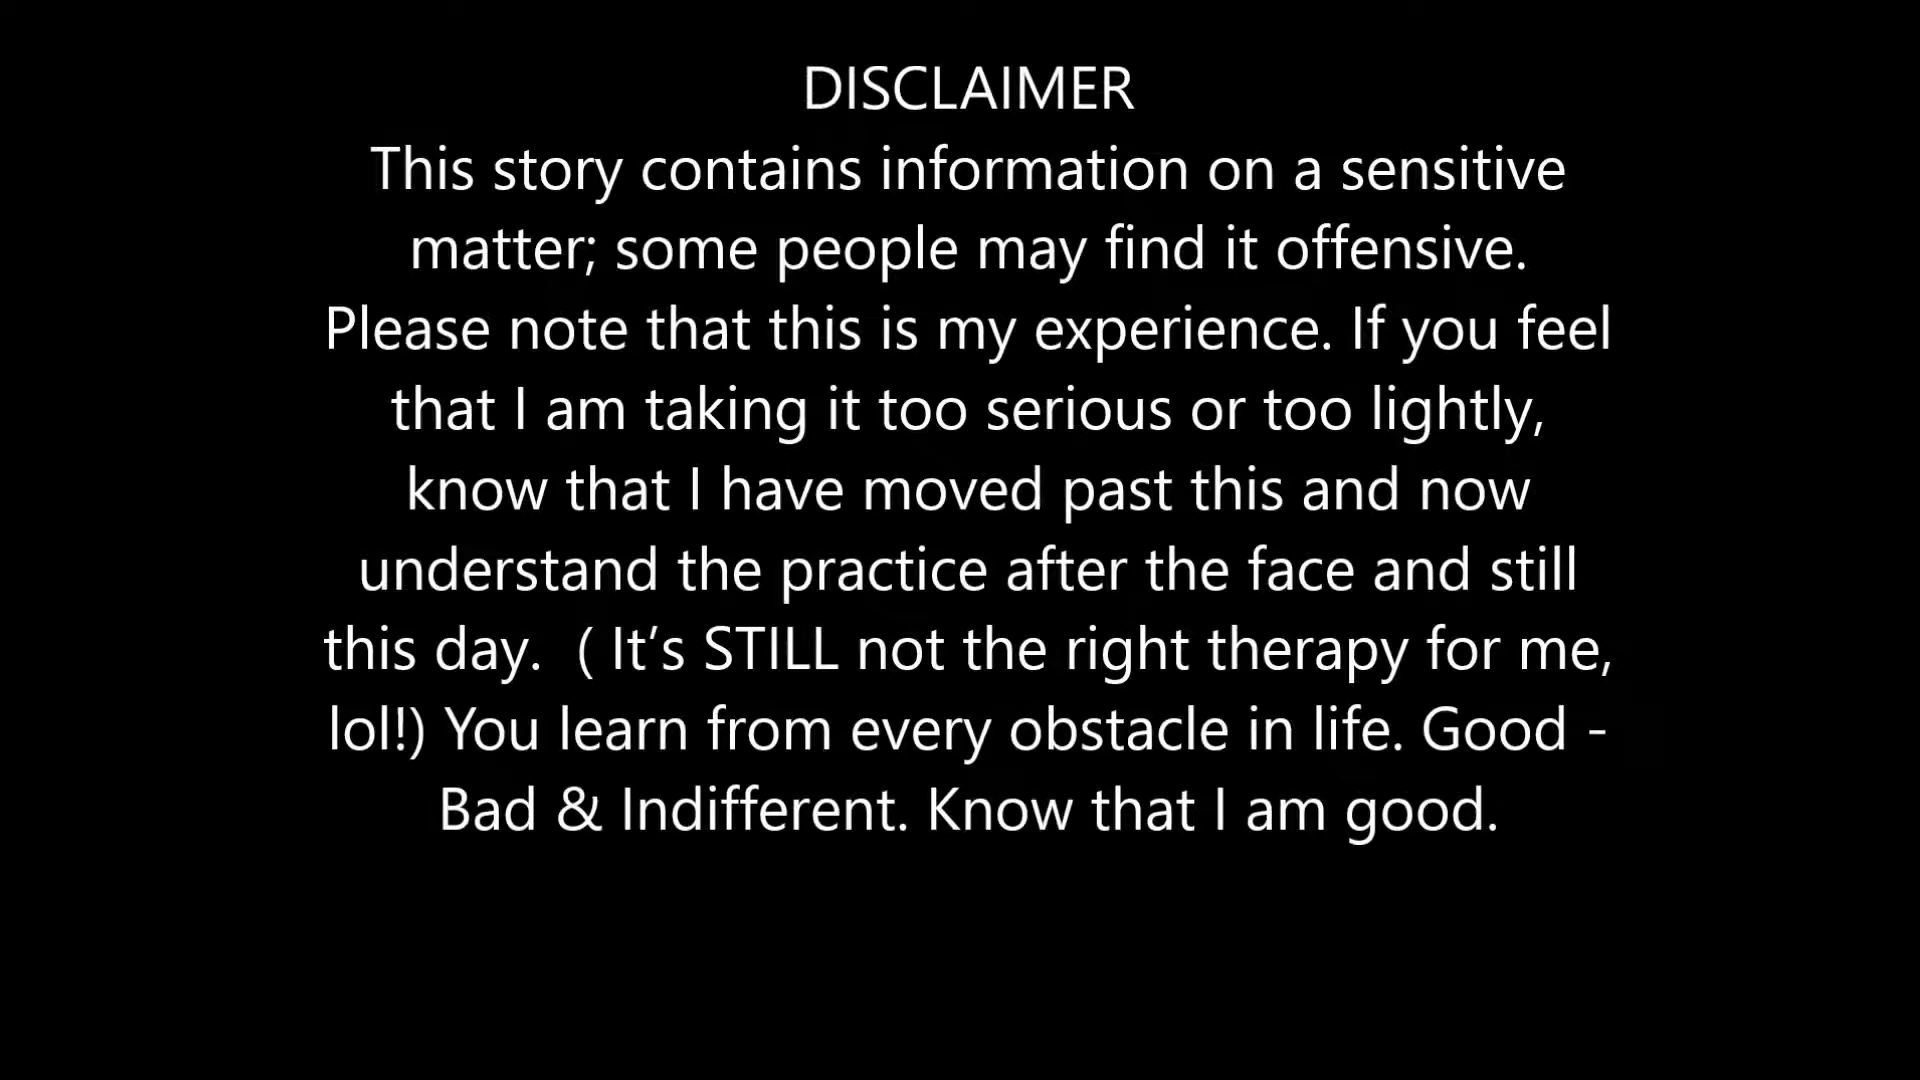 DISCLAIMER
This story contains information on a sensitive
matter; some people may find it offensive.
Please note that this is my experience. If you feel
that I am taking it too serious or too lightly,
know that I have moved past this and now
understand the practice after the face and still
this day.  ( It’s STILL not the right therapy for me,
lol!) You learn from every obstacle in life. Good -
Bad & Indifferent. Know that I am good.